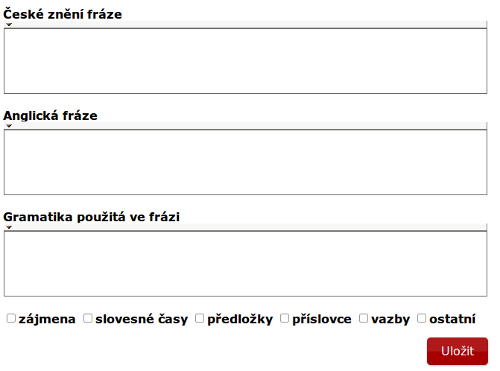 České znění fráze
Anglická fráze
Gramatika použitá ve frázi
zájmena slovesné časy předložky příslovce vazby ostatní
Uložit